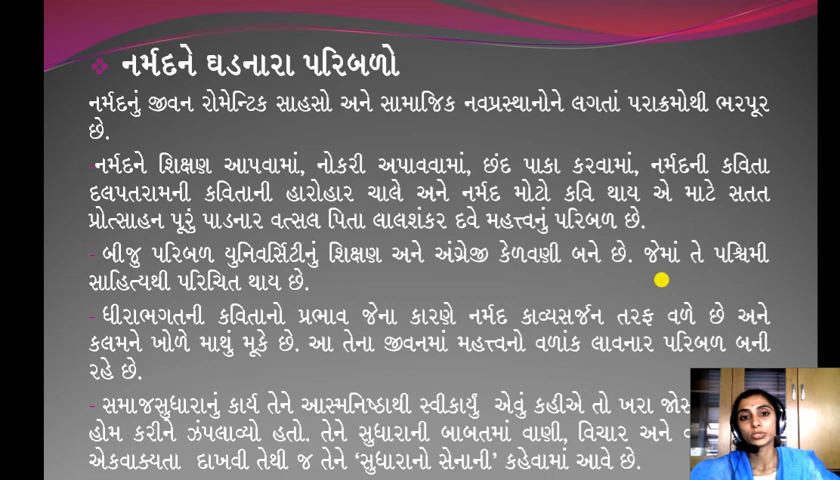 નર્મદને ઘડનારા પરિબળો
નર્મદનું જીવન રોમેન્ટિક સાહસો અને સામાજિક નવપ્રસ્થાનોને લગતાં પરાક્રમોથી ભરપૂર
છે.
-નર્મદને શિક્ષણ આપવામાં, નોકરી અપાવવામાં, છંદ પાકા કરવામાં, નર્મદની કવિતા
દલપતરામની કવિતાની હારોહાર ચાલે અને નર્મદ મોટો કવિ થાય એ માટે સતત
પ્રોત્સાહન પૂરું પાડનાર વત્સલ પિતા લાલશંકર દવે મહત્ત્વનું પરિબળ છે.
- બીજુ પરિબળ યુનિવર્સિટીનું શિક્ષણ અને અંગ્રેજી કેળવણી બને છે. જેમાં તે પશ્ચિમી
સાહિત્યથી પરિચિત થાય છે.
- ધીરાભગતની કવિતાનો પ્રભાવ જેના કારણે નર્મદ કાવ્યસર્જન તરફ વળે છે અને
કલમને ખોળે માથું મૂકે છે. આ તેના જીવનમાં મહત્ત્વનો વળાંક લાવનાર પરિબળ બની
રહે છે.
- સમાજસુધારાનું કાર્ય તેને આસ્મનિષ્ઠાથી સ્વીકાર્યું એવું કહીએ તો ખરા
હોમ કરીને ઝંપલાવ્યો હતો. તેને સુધારાની બાબતમાં વાણી, વિચાર અને
એકવાક્યતા દાખવી તેથી જ તેને ‘સુધારાનો સેનાની’ કહેવામાં આવે છે.